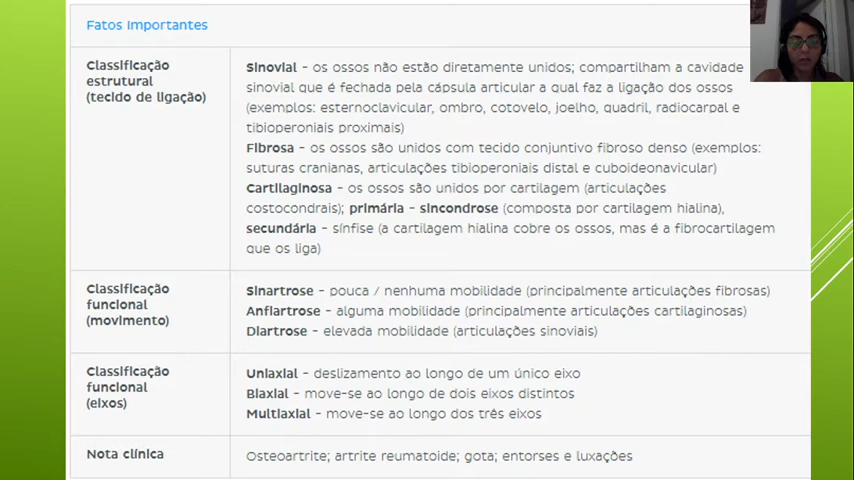 Fatos Importantes
Classificação
estrutural
(tecido de ligação)
Sinovial - os ossos não estão diretamente unidos; compartilham a cavidade
sinovial que é fechada pela cápsula articular a qual faz a ligação dos ossos
(exemplos: esternoclavicular, ombro, cotovelo, joelho, quadril, radiocarpal e
tibioperoniais proximais)
Fibrosa - os ossos são unidos com tecido conjuntivo fibroso denso (exemplos:
suturas cranianas, articulações tibioperoniais distal e cuboideonavicular)
Cartilaginosa - os ossos são unidos por cartilagem (articulações
costocondrais); primária - sincondrose (composta por cartilagem hialina),
secundária - sínfise (a cartilagem hialina cobre os ossos, mas é a fibrocartilagem
que os liga)
Classificação
funcional
(movimento)
Sinartrose - pouca / nenhuma mobilidade (principalmente articulações fibrosas)
Anfiartrose - alguma mobilidade (principalmente articulações cartilaginosas)
Diartrose - elevada mobilidade (articulações sinoviais)
Classificação
funcional
(eixos)
Uniaxial - deslizamento ao longo de um único eixo
Biaxial - move-se ao longo de dois eixos distintos
Multiaxial - move-se ao longo dos três eixos
Nota clínica
Osteoartrite; artrite reumatoide; gota; entorses e luxações